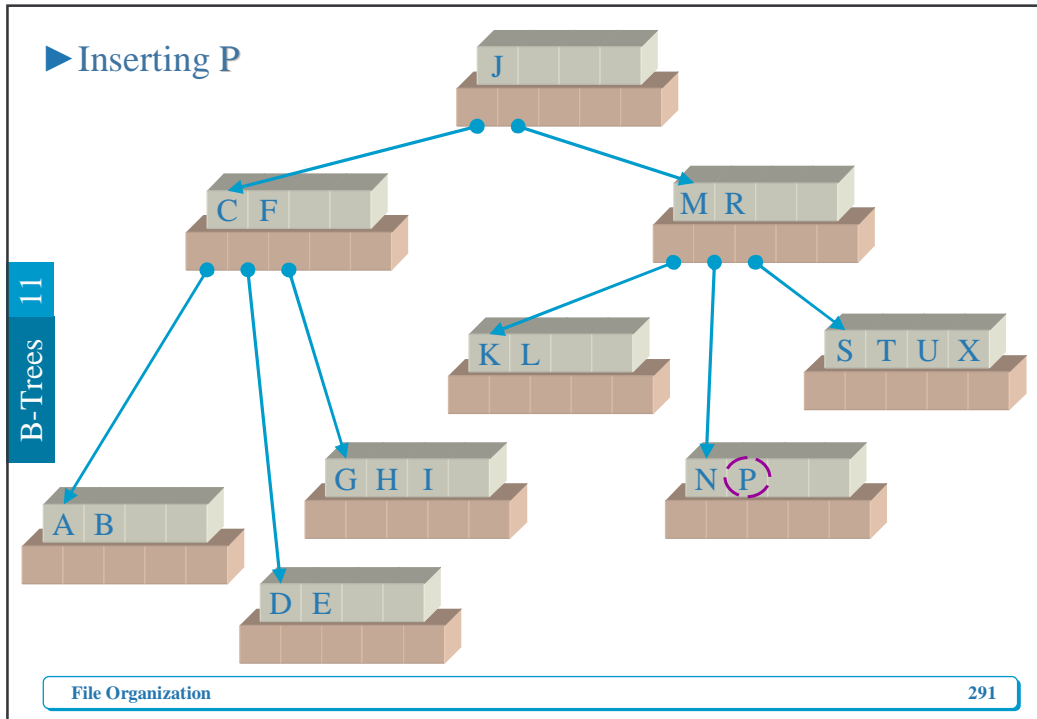 ►Inserting P
J
C F
M R
K L
S T U X
G H I
N P
A B
D E
B-Trees 11
File Organization 291